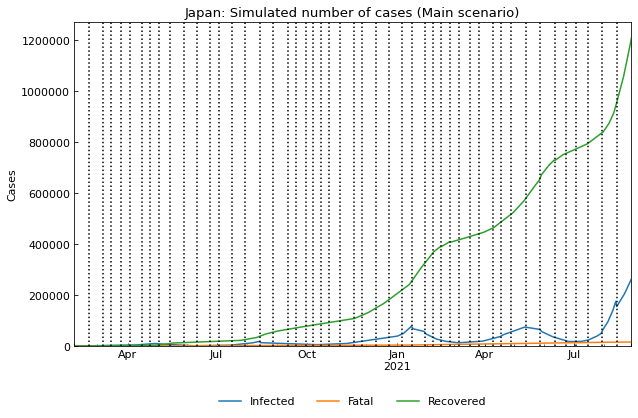 Japan: Simulated number of cases (Main scenario)
1200000
1000000
800000
600000
400000
200000
0
Cases
Apr Jul Oct Jan Apr Jul
2021
Infected Fatal Recovered